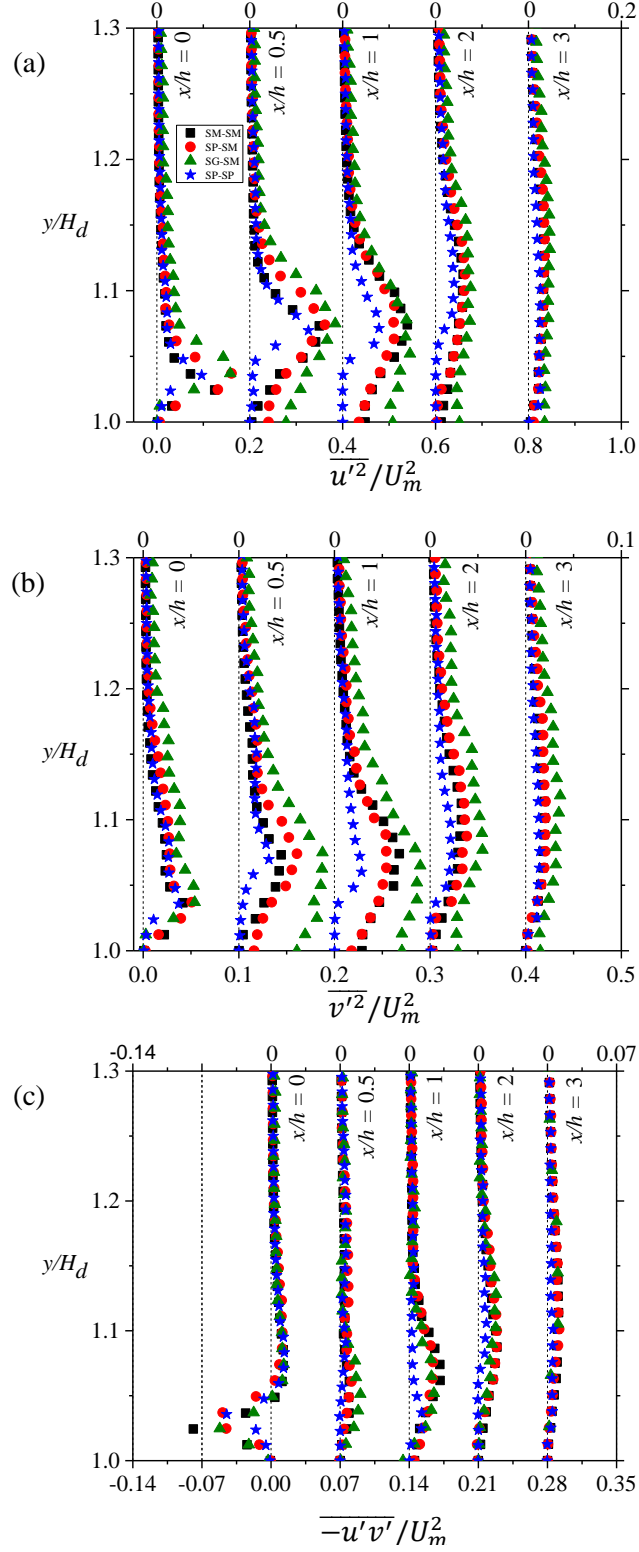 0 0 0 0 0 0.2
(a)
1.3
x/h = 0
x/h = 0.5
x/h = 1
x/h = 2
x/h = 3
SM-SM
SP-SM
SG-SM
SP-SP
1.2
y/H_d
1.1
1.0
0.0 0.2 0.4 0.6 0.8 1.0
\overline{u'^2}/U_m^2
0 0 0 0 0 0.1
(b)
1.3
x/h = 0
x/h = 0.5
x/h = 1
x/h = 2
x/h = 3
1.2
y/H_d
1.1
1.0
0.0 0.1 0.2 0.3 0.4 0.5
\overline{v'^2}/U_m^2
-0.14 0 0 0 0 0 0.07
(c)
1.3
x/h = 0
x/h = 0.5
x/h = 1
x/h = 2
x/h = 3
1.2
y/H_d
1.1
1.0
-0.14 -0.07 0.00 0.07 0.14 0.21 0.28 0.35
\overline{-u'v'}/U_m^2